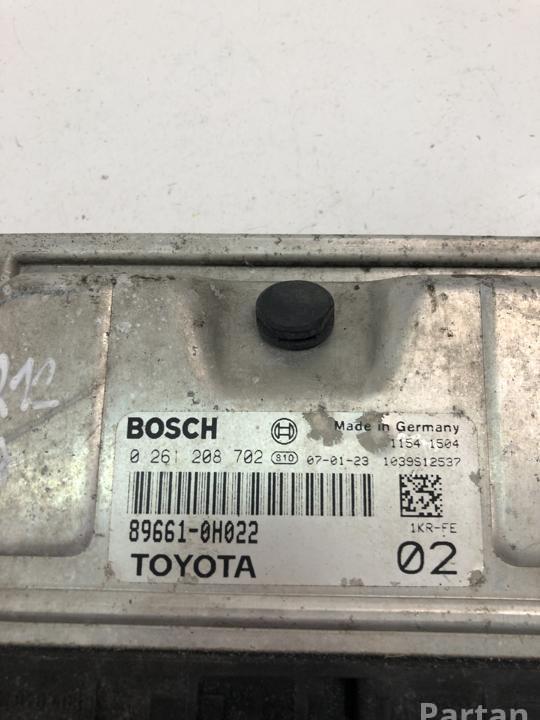 212
BOSCH Made in Germany
1154 1504
0 261 208 702 S10 07-01-23 1039S12537
89661-0H022 1KR-FE
TOYOTA 02
Partan